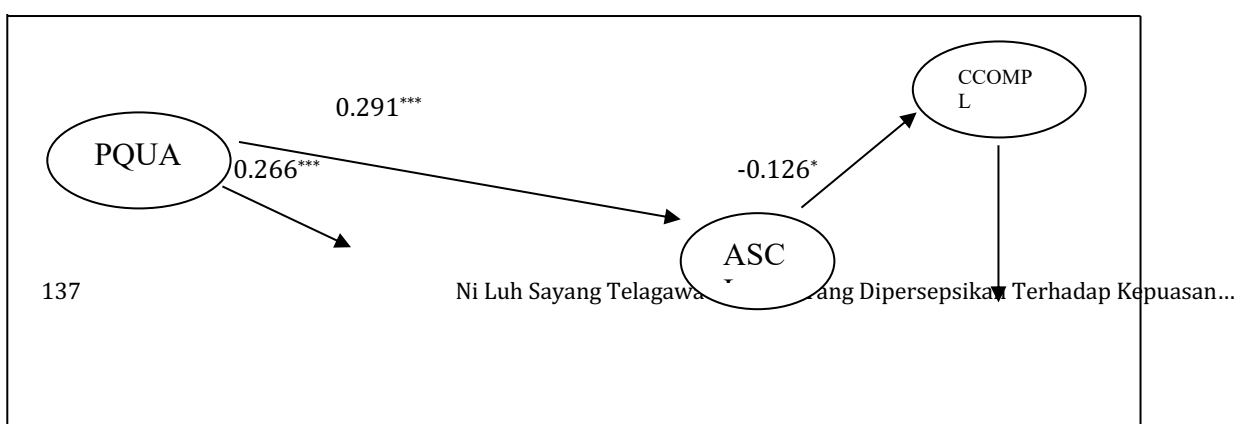 CCOMP
L
0.291***
PQUA
0.266***
-0.126*
ASC
137
Ni Luh Sayang Telagawa ang Dipersepsikan Terhadap Kepuasan…